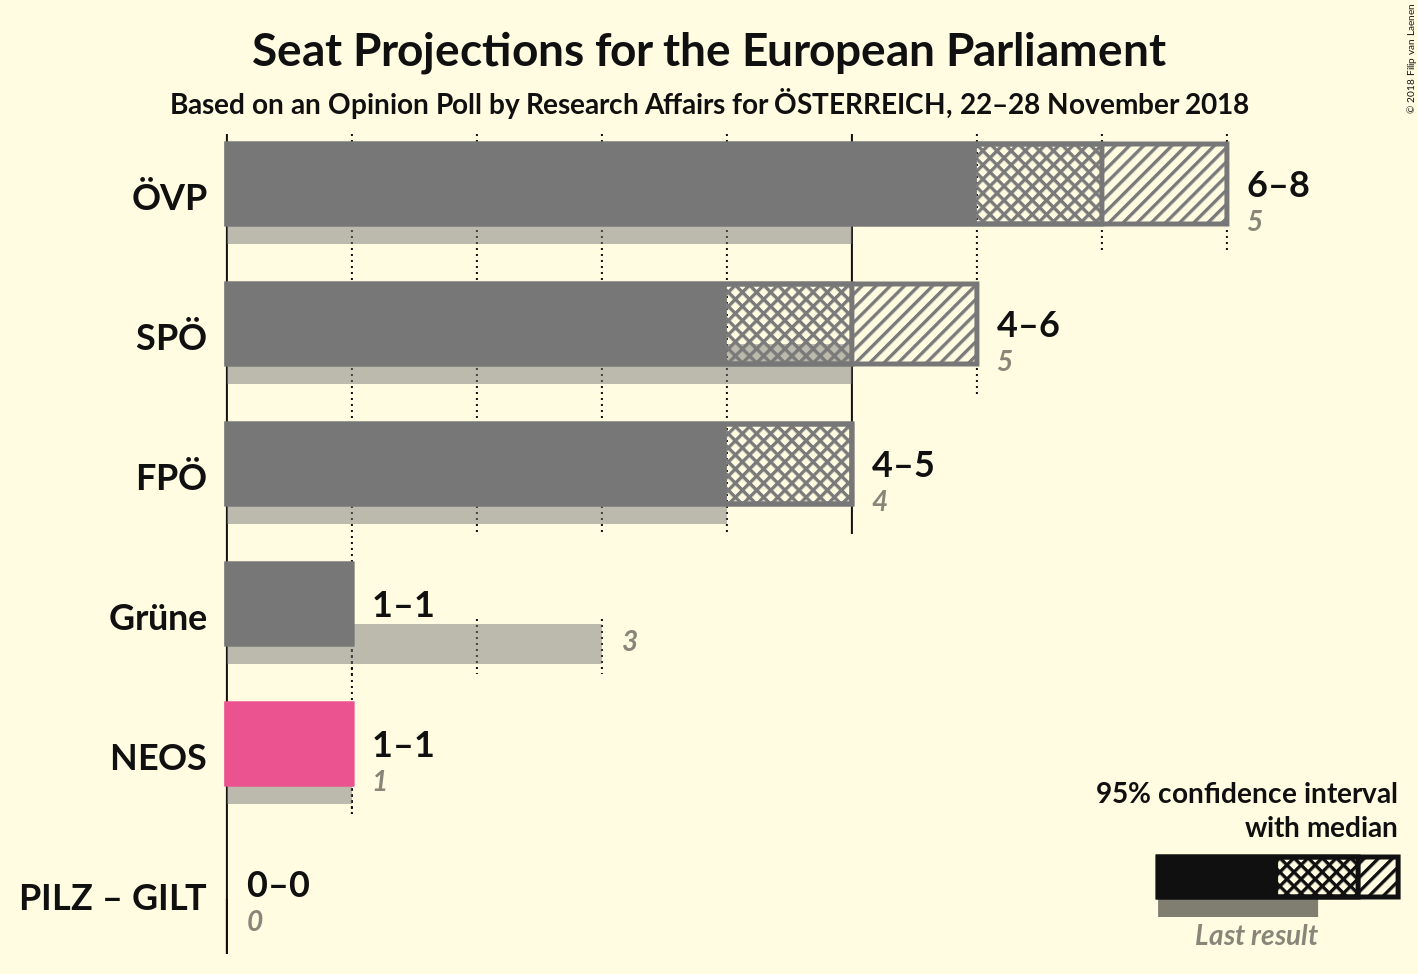 Seat Projections for the European Parliament
Based on an Opinion Poll by Research Affairs for ÖSTERREICH, 22–28 November 2018
© 2018 Filip van Laenen
ÖVP
6–8
5
SPÖ
4–6
5
FPÖ
4–5
4
Grüne
1–1
3
NEOS
1–1
1
PILZ – GILT
0–0
0
95% confidence interval
with median
Last result